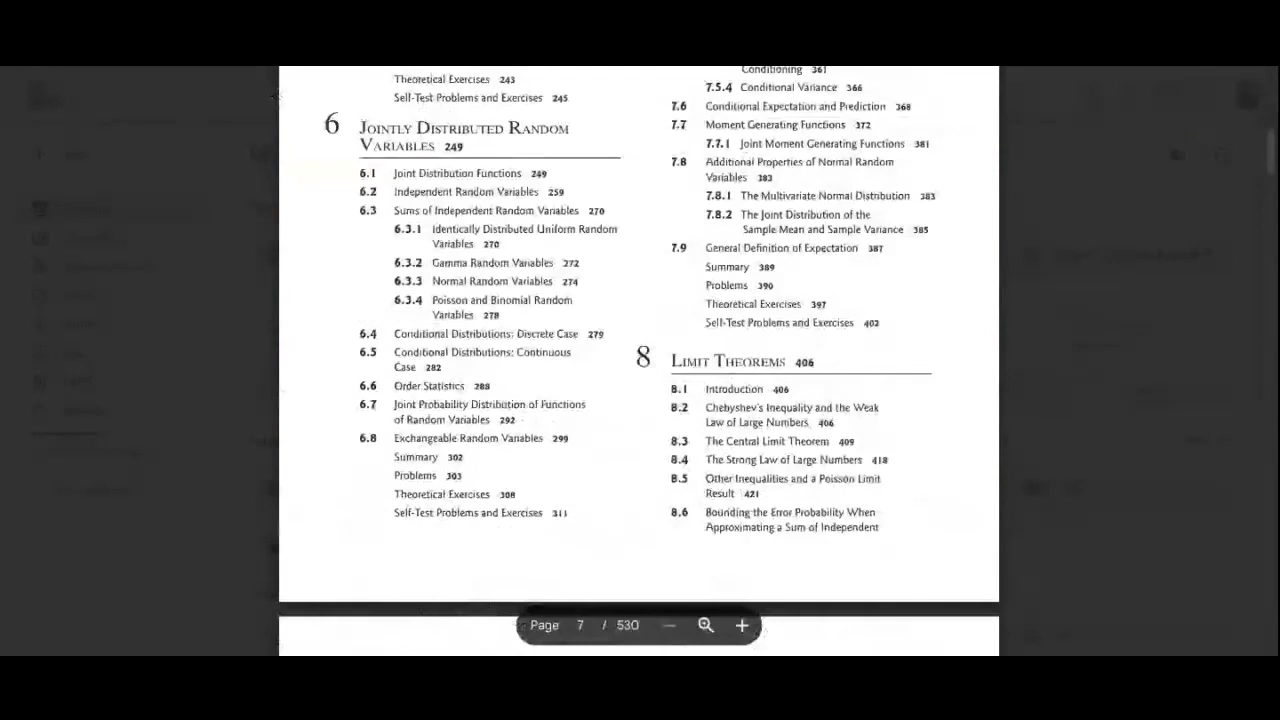 Theoretical Exercises 243
Self-Test Problems and Exercises 245
6 JOINTLY DISTRIBUTED RANDOM
VARIABLES 249
6.1 Joint Distribution Functions 249
6.2 Independent Random Variables 259
6.3 Sums of Independent Random Variables 270
6.3.1 Identically Distributed Uniform Random
Variables 270
6.3.2 Gamma Random Variables 272
6.3.3 Normal Random Variables 274
6.3.4 Poisson and Binomial Random
Variables 278
6.4 Conditional Distributions: Discrete Case 279
6.5 Conditional Distributions: Continuous
Case 282
6.6 Order Statistics 288
6.7 Joint Probability Distribution of Functions
of Random Variables 292
6.8 Exchangeable Random Variables 299
Summary 302
Problems 303
Theoretical Exercises 308
Self-Test Problems and Exercises 311
Conditioning 361
7.5.4 Conditional Variance 366
7.6 Conditional Expectation and Prediction 368
7.7 Moment Generating Functions 372
7.7.1 Joint Moment Generating Functions 381
7.8 Additional Properties of Normal Random
Variables 383
7.8.1 The Multivariate Normal Distribution 383
7.8.2 The Joint Distribution of the
Sample Mean and Sample Variance 385
7.9 General Definition of Expectation 387
Summary 389
Problems 390
Theoretical Exercises 397
Self-Test Problems and Exercises 402
8 LIMIT THEOREMS 406
8.1 Introduction 406
8.2 Chebyshev's Inequality and the Weak
Law of Large Numbers 406
8.3 The Central Limit Theorem 409
8.4 The Strong Law of Large Numbers 418
8.5 Other Inequalities and a Poisson Limit
Result 421
8.6 Bounding the Error Probability When
Approximating a Sum of Independent
Page 7 / 530